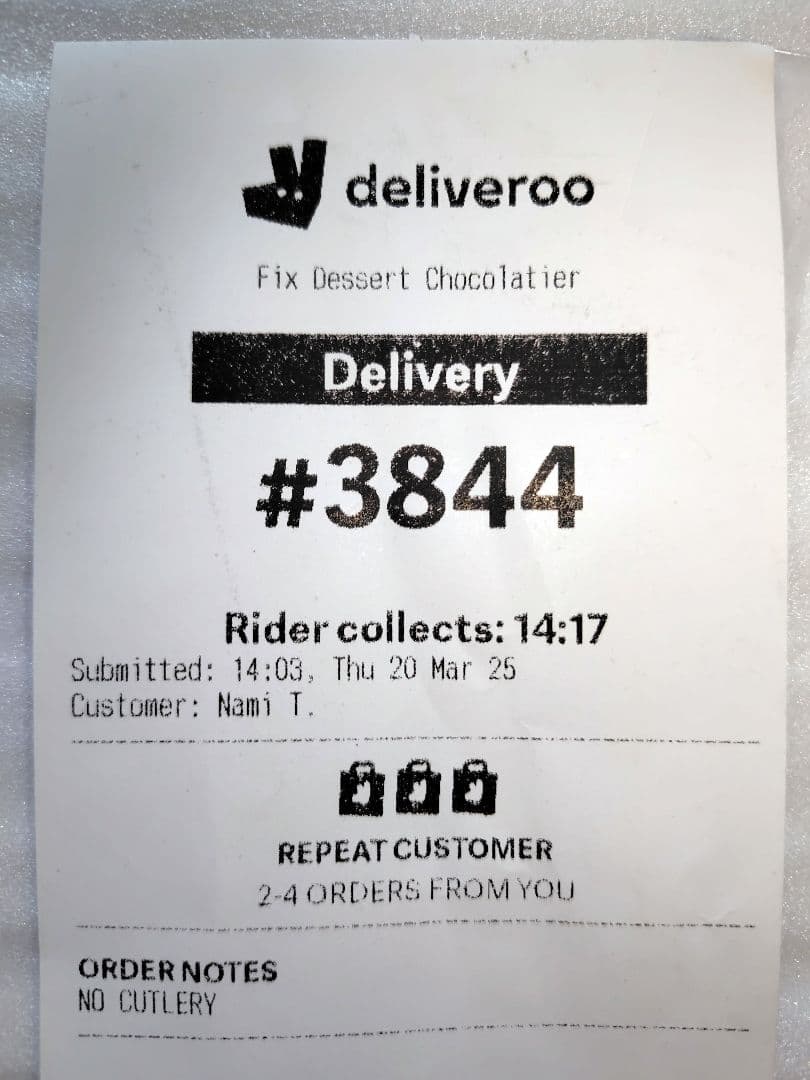 deliveroo
Fix Dessert Chocolatier
Delivery
#3844
Rider collects: 14:17
Submitted: 14:03, Thu 20 Mar 25
Customer: Nami T.
REPEAT CUSTOMER
2-4 ORDERS FROM YOU
ORDER NOTES
NO CUTLERY